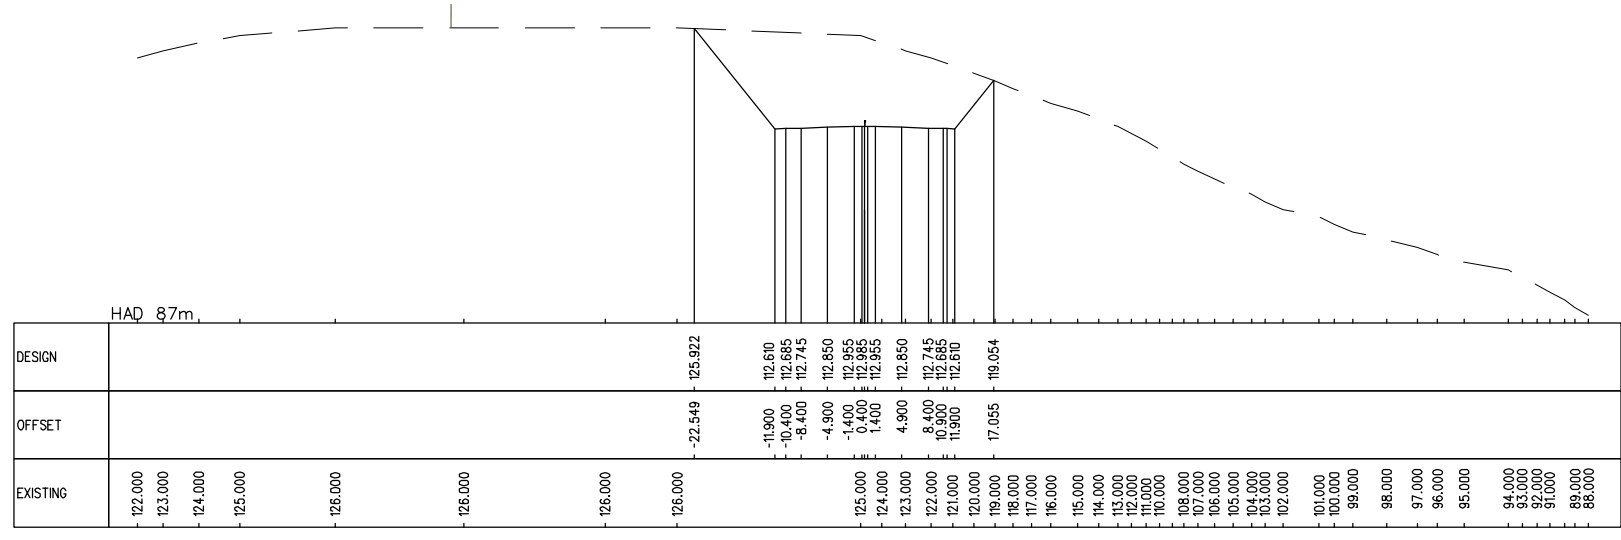 HAD 87m
DESIGN 125.922 112.610 112.685 112.745 112.850 112.955 112.985 112.955 112.850 112.745 112.685 112.610 119.054
OFFSET -22.549 -11.900 -10.400 -8.400 -4.900 -1.400 0.400 1.400 4.900 8.400 10.900 11.900 17.055
EXISTING 122.000 123.000 124.000 125.000 126.000 126.000 126.000 126.000 125.000 124.000 123.000 122.000 121.000 120.000 119.000 118.000 117.000 116.000 115.000 114.000 113.000 112.000 111.000 110.000 108.000 107.000 106.000 105.000 104.000 103.000 102.000 101.000 100.000 99.000 98.000 97.000 96.000 95.000 94.000 93.000 92.000 91.000 89.000 88.000